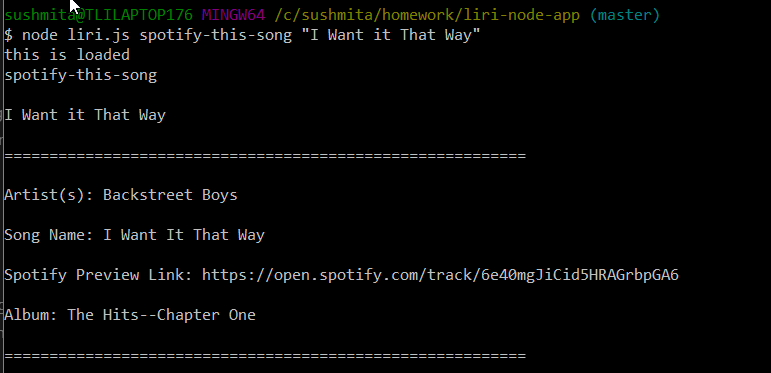 sushmita@TLILAPTOP176 MINGW64 /c/sushmita/homework/liri-node-app (master)
$ node liri.js spotify-this-song "I Want it That Way"
this is loaded
spotify-this-song
I Want it That Way
==========================================================
Artist(s): Backstreet Boys
Song Name: I Want It That Way
Spotify Preview Link: https://open.spotify.com/track/6e40mgJiCid5HRAGrbpGA6
Album: The Hits--Chapter One
==========================================================